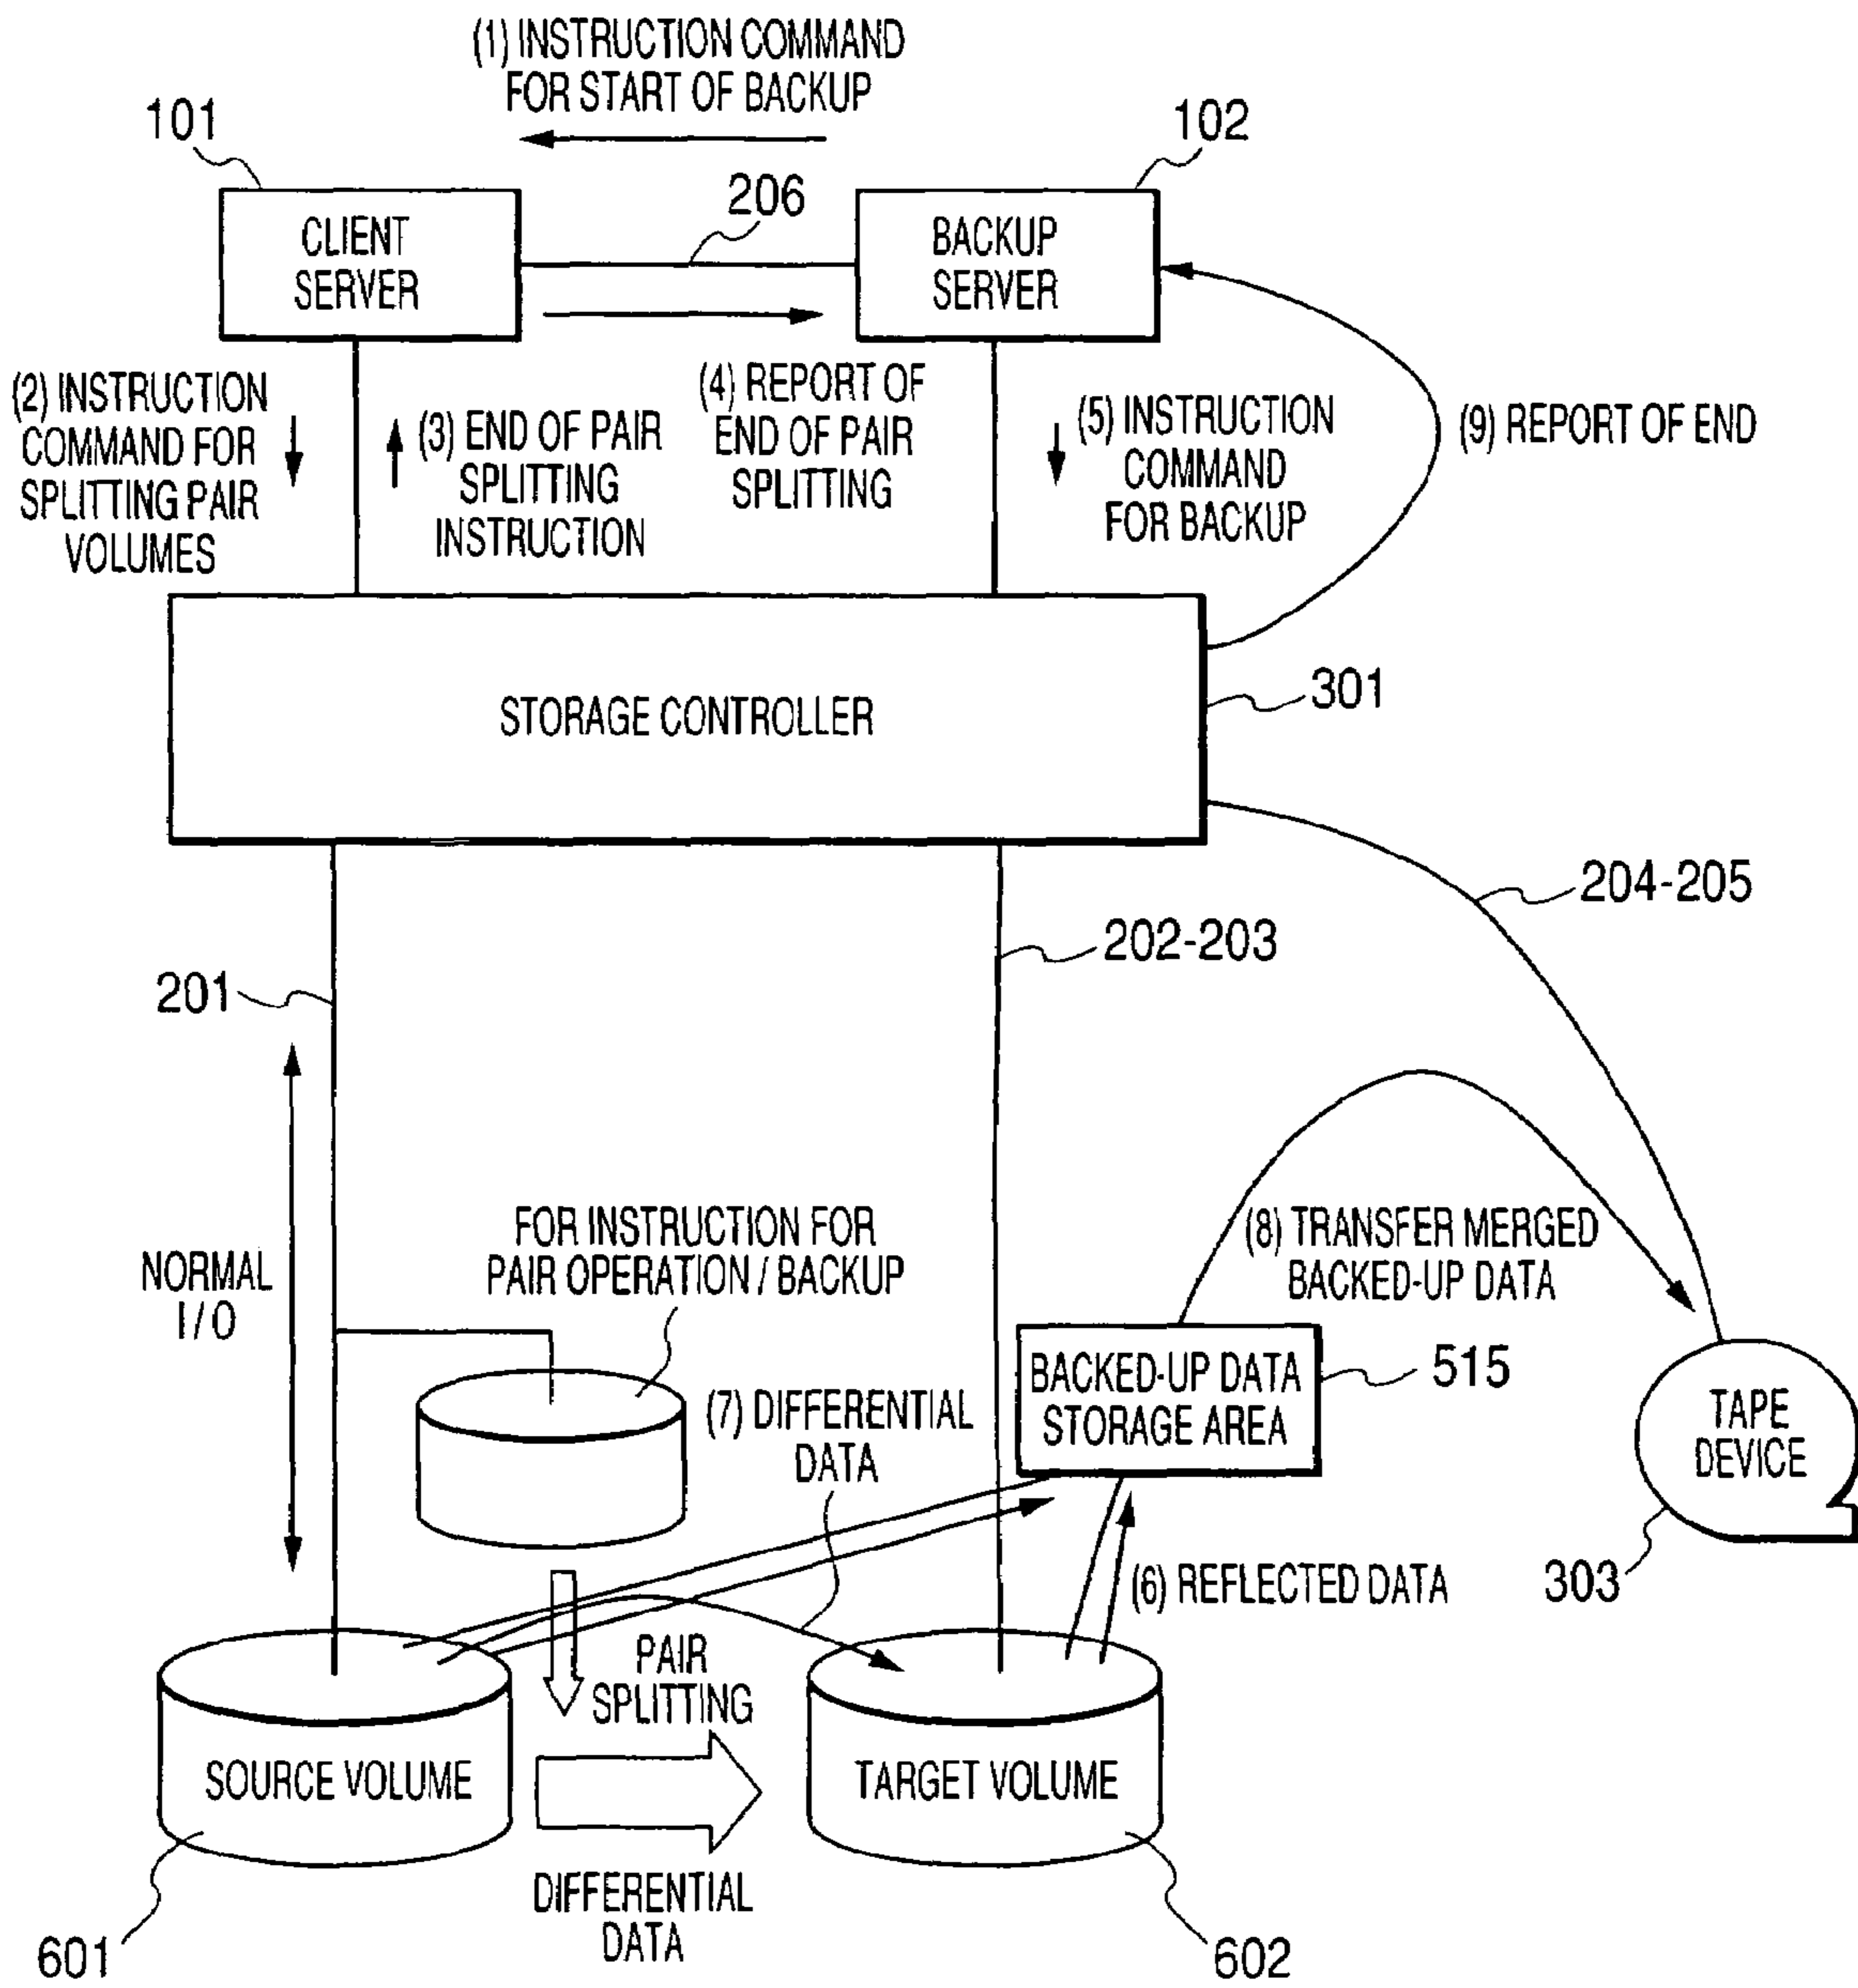 (1) INSTRUCTION COMMAND
FOR START OF BACKUP
101
102
206
CLIENT
SERVER
BACKUP
SERVER
(2) INSTRUCTION
COMMAND FOR
SPLITTING PAIR
VOLUMES
(3) END OF PAIR
SPLITTING
INSTRUCTION
(4) REPORT OF
END OF PAIR
SPLITTING
(5) INSTRUCTION
COMMAND
FOR BACKUP
(9) REPORT OF END
STORAGE CONTROLLER
301
204-205
202-203
201
NORMAL
I/O
FOR INSTRUCTION FOR
PAIR OPERATION / BACKUP
(8) TRANSFER MERGED
BACKED-UP DATA
BACKED-UP DATA
STORAGE AREA
515
(7) DIFFERENTIAL
DATA
TAPE
DEVICE
303
(6) REFLECTED DATA
PAIR
SPLITTING
SOURCE VOLUME
TARGET VOLUME
DIFFERENTIAL
DATA
601
602